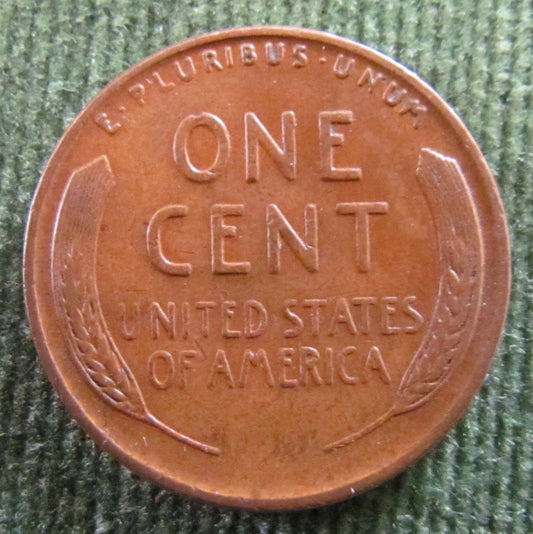 E · PLURIBUS · UNUM
ONE
CENT
UNITED STATES
OF AMERICA